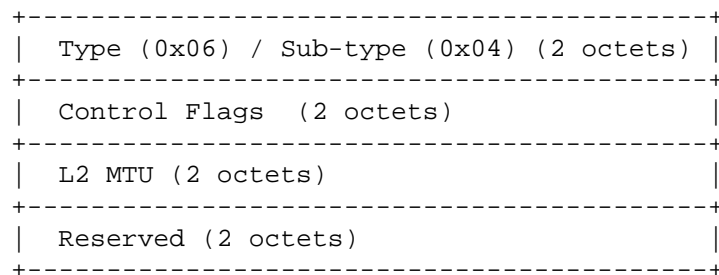 Type (0x06) / Sub-type (0x04) (2 octets)
Control Flags (2 octets)
L2 MTU (2 octets)
Reserved (2 octets)